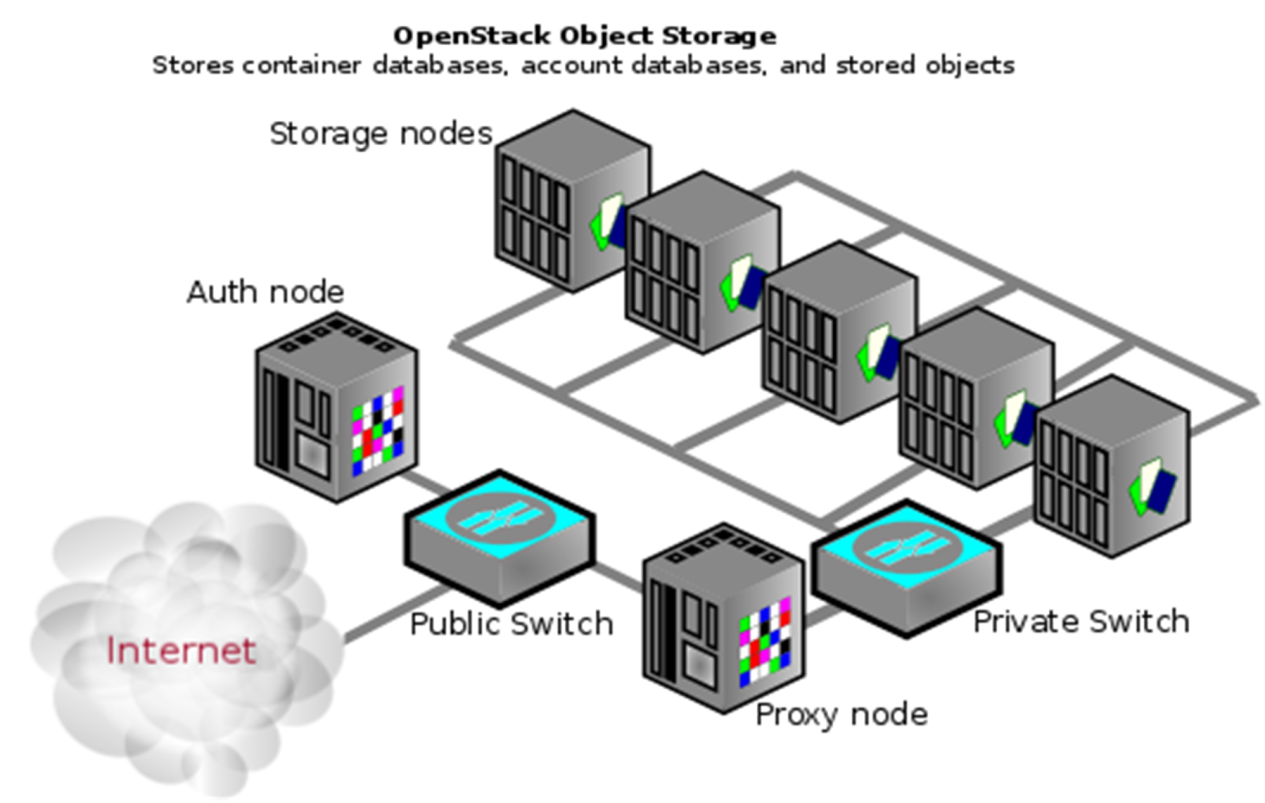 OpenStack Object Storage
Stores container databases, account databases, and stored objects
Storage nodes
Auth node
Public Switch
Private Switch
Internet
Proxy node